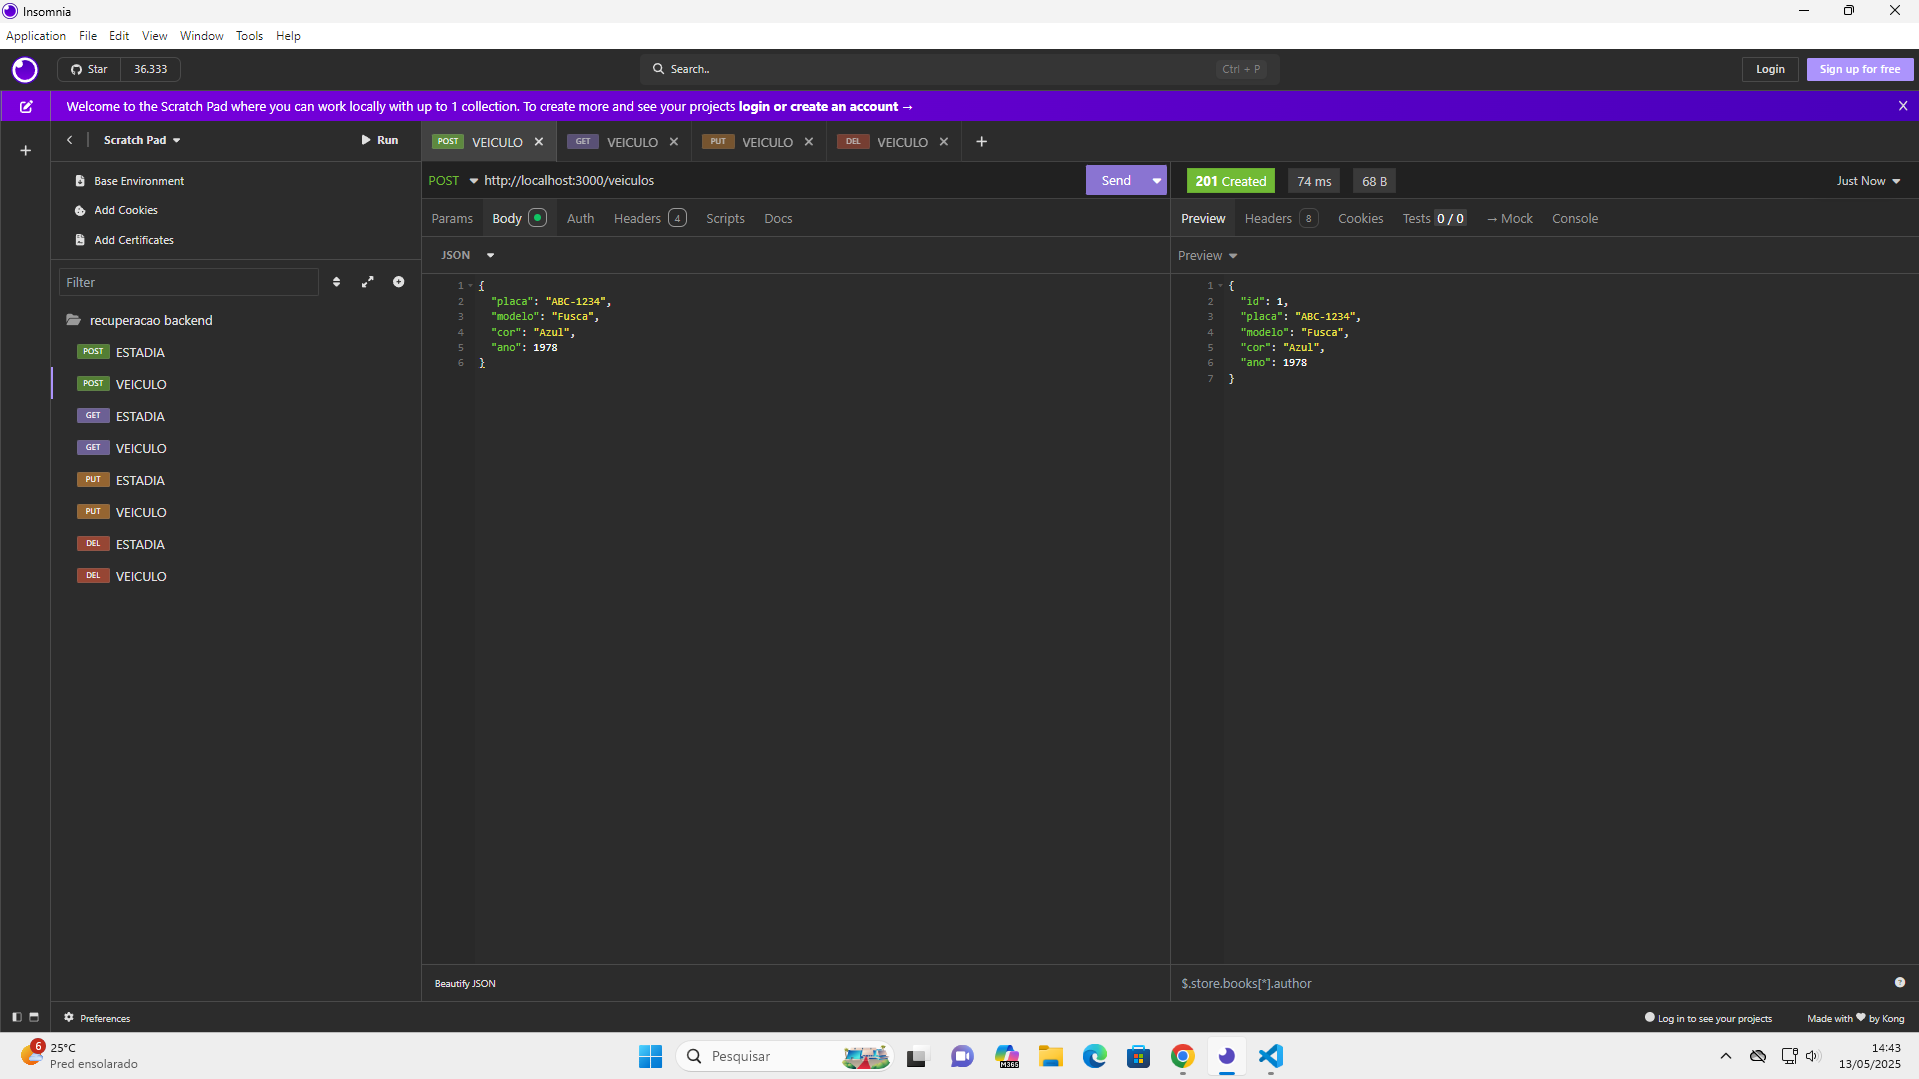 Insomnia
Application File Edit View Window Tools Help
Star 36.333
Search.. Ctrl + P
Login Sign up for free
Welcome to the Scratch Pad where you can work locally with up to 1 collection. To create more and see your projects login or create an account →
Scratch Pad Run
POST VEICULO GET VEICULO PUT VEICULO DEL VEICULO
Base Environment
Add Cookies
Add Certificates
Filter
recuperacao backend
POST ESTADIA
POST VEICULO
GET ESTADIA
GET VEICULO
PUT ESTADIA
PUT VEICULO
DEL ESTADIA
DEL VEICULO
POST http://localhost:3000/veiculos Send
Params Body Auth Headers 4 Scripts Docs
JSON
1 {
2 "placa": "ABC-1234",
3 "modelo": "Fusca",
4 "cor": "Azul",
5 "ano": 1978
6 }
Beautify JSON
201 Created 74 ms 68 B Just Now
Preview Headers 8 Cookies Tests 0 / 0 → Mock Console
Preview
1 {
2 "id": 1,
3 "placa": "ABC-1234",
4 "modelo": "Fusca",
5 "cor": "Azul",
6 "ano": 1978
7 }
$.store.books[*].author
Preferences
Log in to see your projects Made with ❤ by Kong
6
25°C
Pred ensolarado
Pesquisar
M365
14:43
13/05/2025